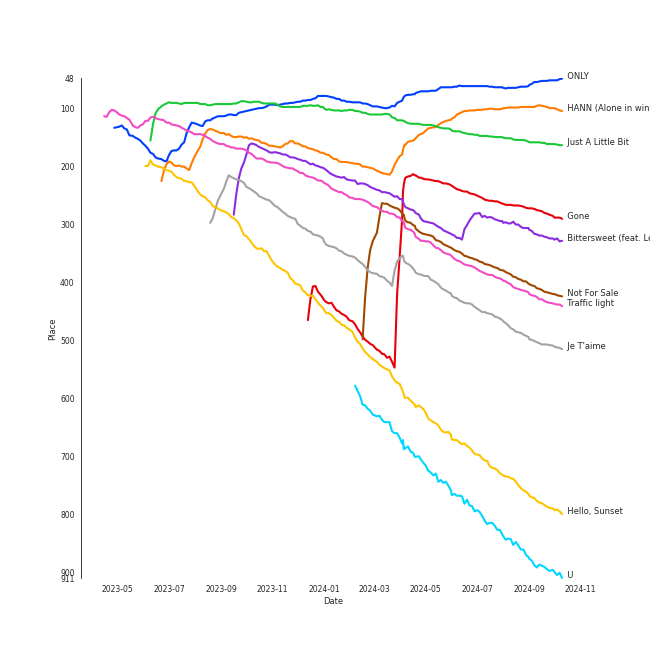 48
100
200
300
400
500
600
700
800
900
911
Place
ONLY
HANN (Alone in win
Just A Little Bit
Gone
Bittersweet (feat. Le
Not For Sale
Traffic light
Je T'aime
Hello, Sunset
U
2023-05
2023-07
2023-09
2023-11
2024-01
2024-03
2024-05
2024-07
2024-09
2024-11
Date